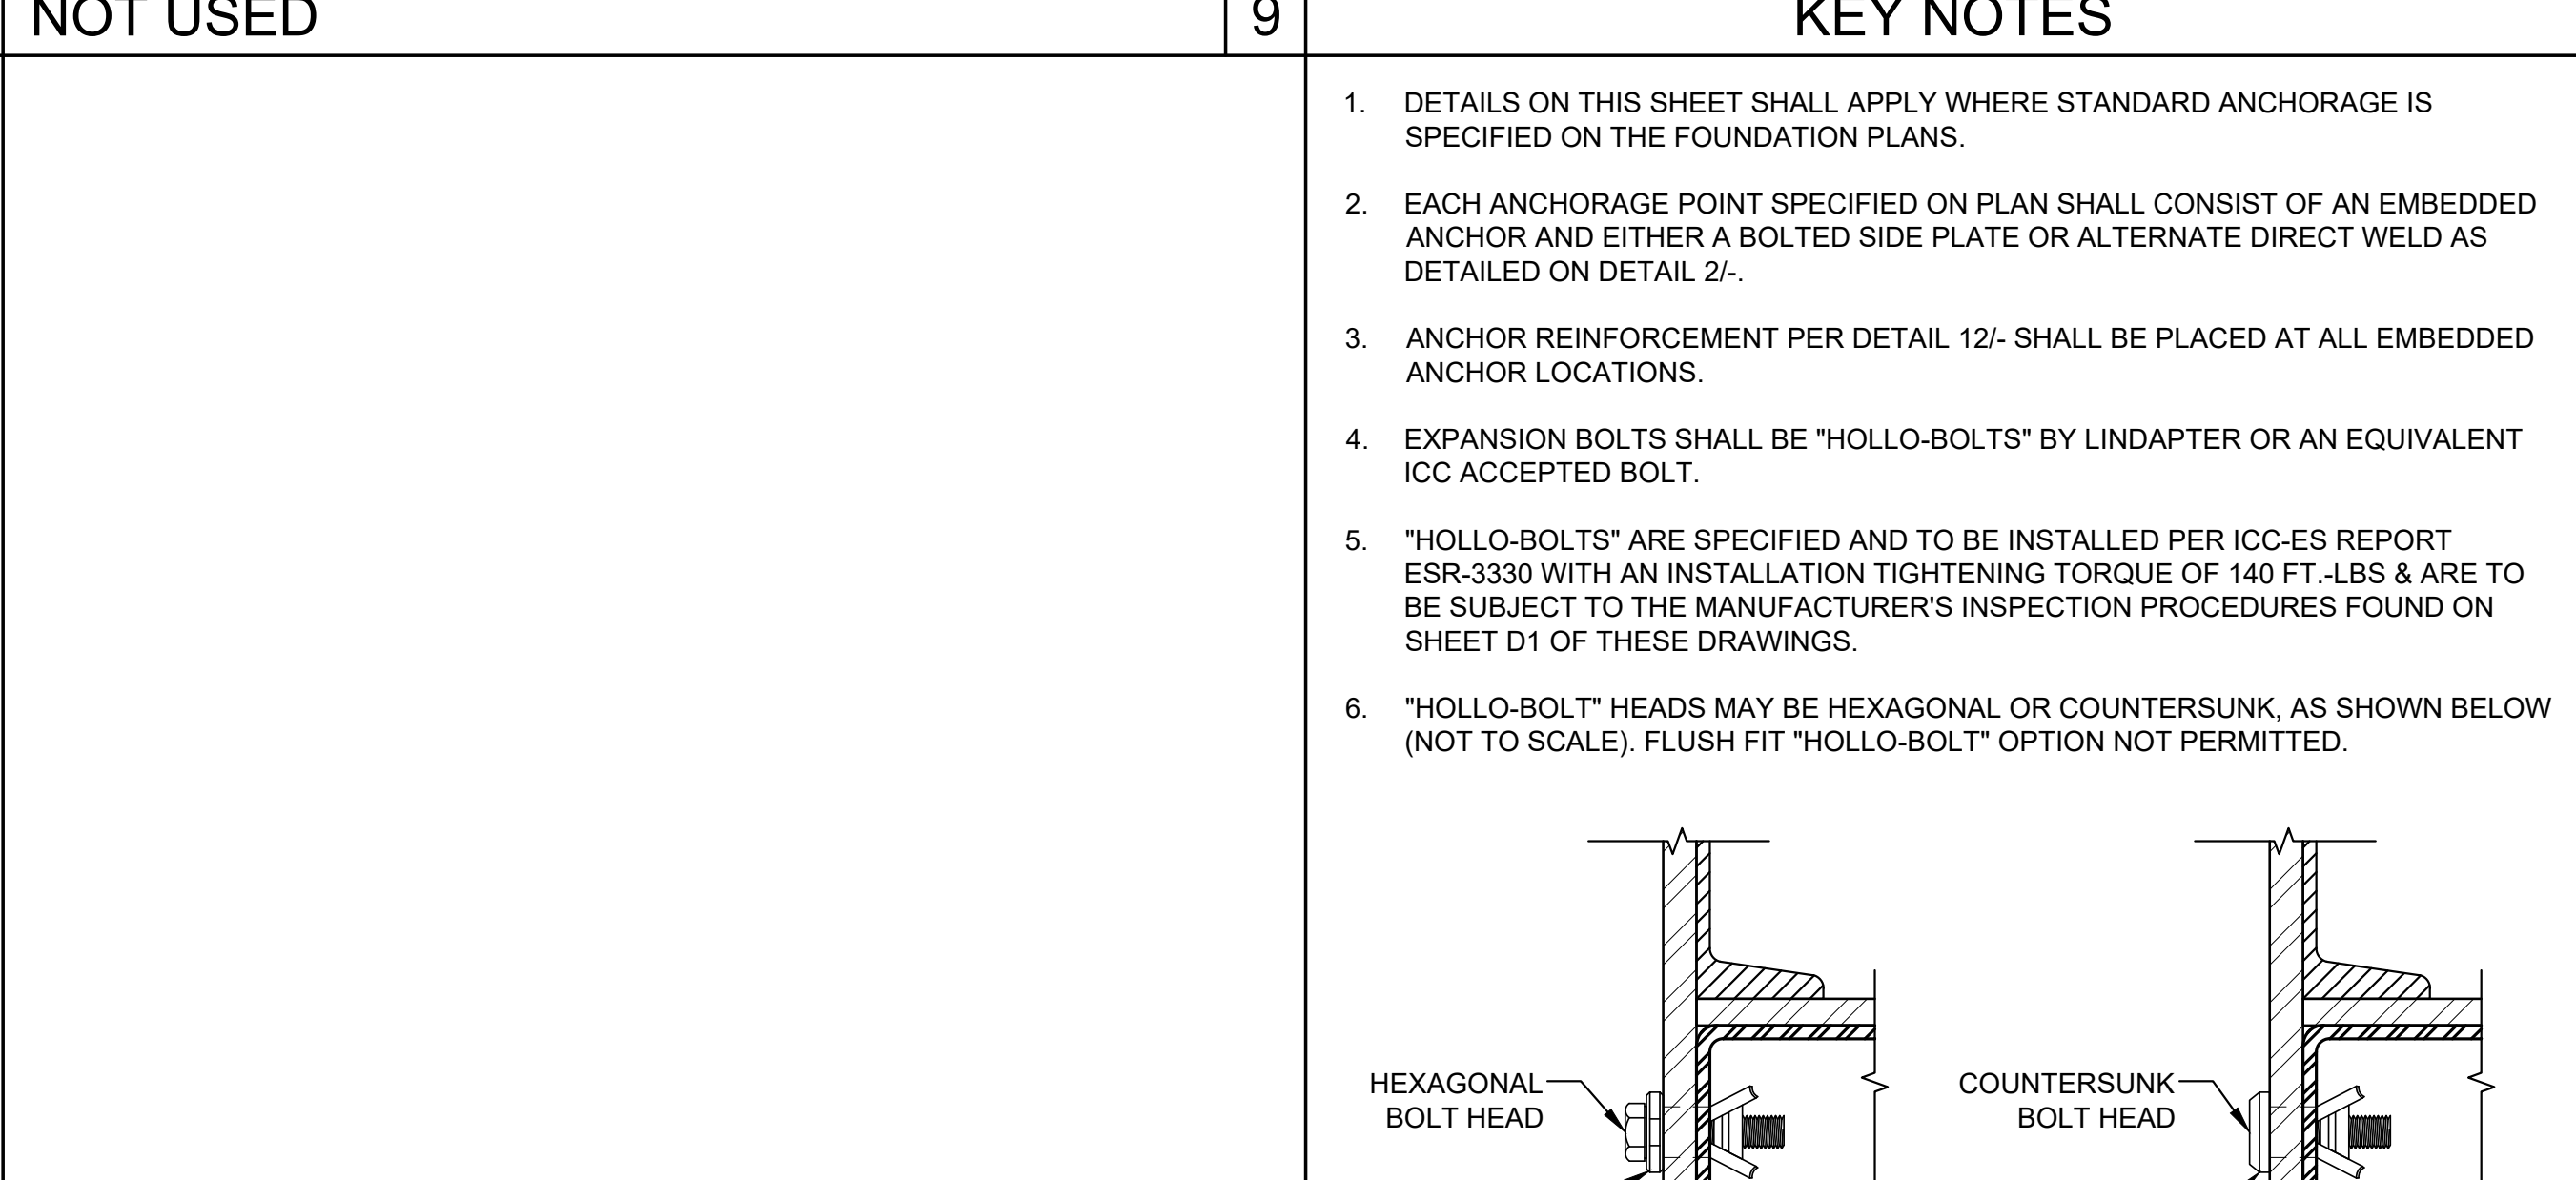 NOT USED
9
KEY NOTES
1. DETAILS ON THIS SHEET SHALL APPLY WHERE STANDARD ANCHORAGE IS
SPECIFIED ON THE FOUNDATION PLANS.
2. EACH ANCHORAGE POINT SPECIFIED ON PLAN SHALL CONSIST OF AN EMBEDDED
ANCHOR AND EITHER A BOLTED SIDE PLATE OR ALTERNATE DIRECT WELD AS
DETAILED ON DETAIL 2/-.
3. ANCHOR REINFORCEMENT PER DETAIL 12/- SHALL BE PLACED AT ALL EMBEDDED
ANCHOR LOCATIONS.
4. EXPANSION BOLTS SHALL BE "HOLLO-BOLTS" BY LINDAPTER OR AN EQUIVALENT
ICC ACCEPTED BOLT.
5. "HOLLO-BOLTS" ARE SPECIFIED AND TO BE INSTALLED PER ICC-ES REPORT
ESR-3330 WITH AN INSTALLATION TIGHTENING TORQUE OF 140 FT.-LBS & ARE TO
BE SUBJECT TO THE MANUFACTURER'S INSPECTION PROCEDURES FOUND ON
SHEET D1 OF THESE DRAWINGS.
6. "HOLLO-BOLT" HEADS MAY BE HEXAGONAL OR COUNTERSUNK, AS SHOWN BELOW
(NOT TO SCALE). FLUSH FIT "HOLLO-BOLT" OPTION NOT PERMITTED.
HEXAGONAL
BOLT HEAD
COUNTERSUNK
BOLT HEAD